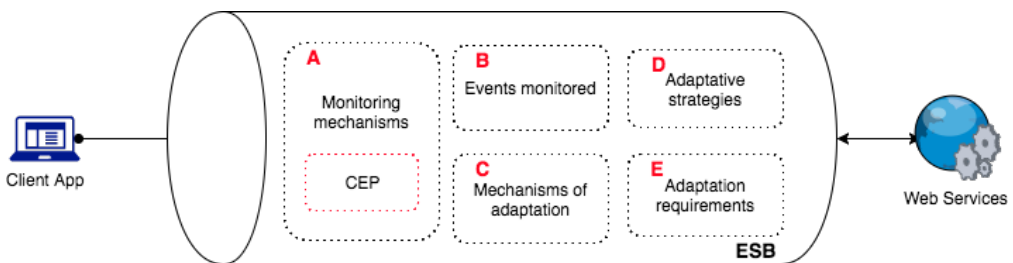 Client App
A
Monitoring
mechanisms
CEP
B
Events monitored
C
Mechanisms of
adaptation
D
Adaptative
strategies
E
Adaptation
requirements
ESB
Web Services